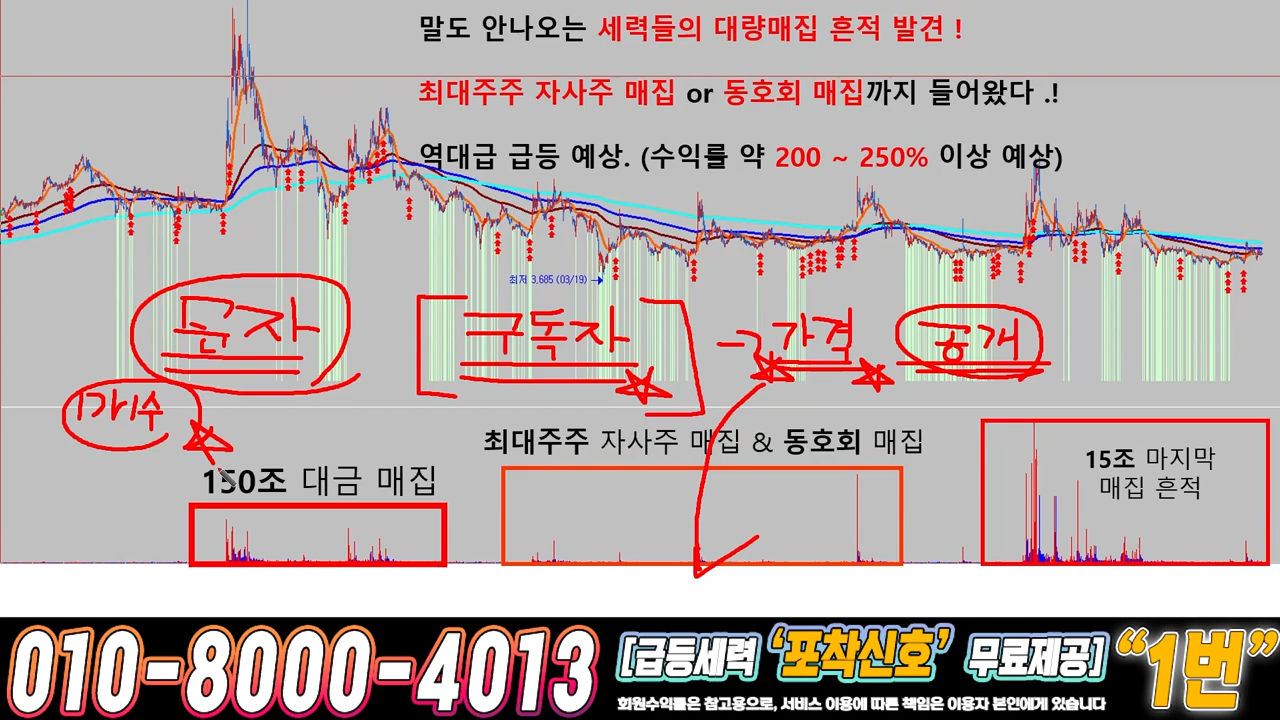 말도 안나오는 세력들의 대량매집 흔적 발견 !
최대주주 자사주 매집 or 동호회 매집까지 들어왔다 .!
역대급 급등 예상. (수익률 약 200 ~ 250% 이상 예상)
최저 3,685 (03/19)
문자
구독자
가격
공개
최대주주 자사주 매집 & 동호회 매집
150조 대금 매집
15조 마지막
매집 흔적
010-8000-4013
[급등세력 ‘포착신호’ 무료제공] “1번”
회원수익률은 참고용으로, 서비스 이용에 따른 책임은 이용자 본인에게 있습니다